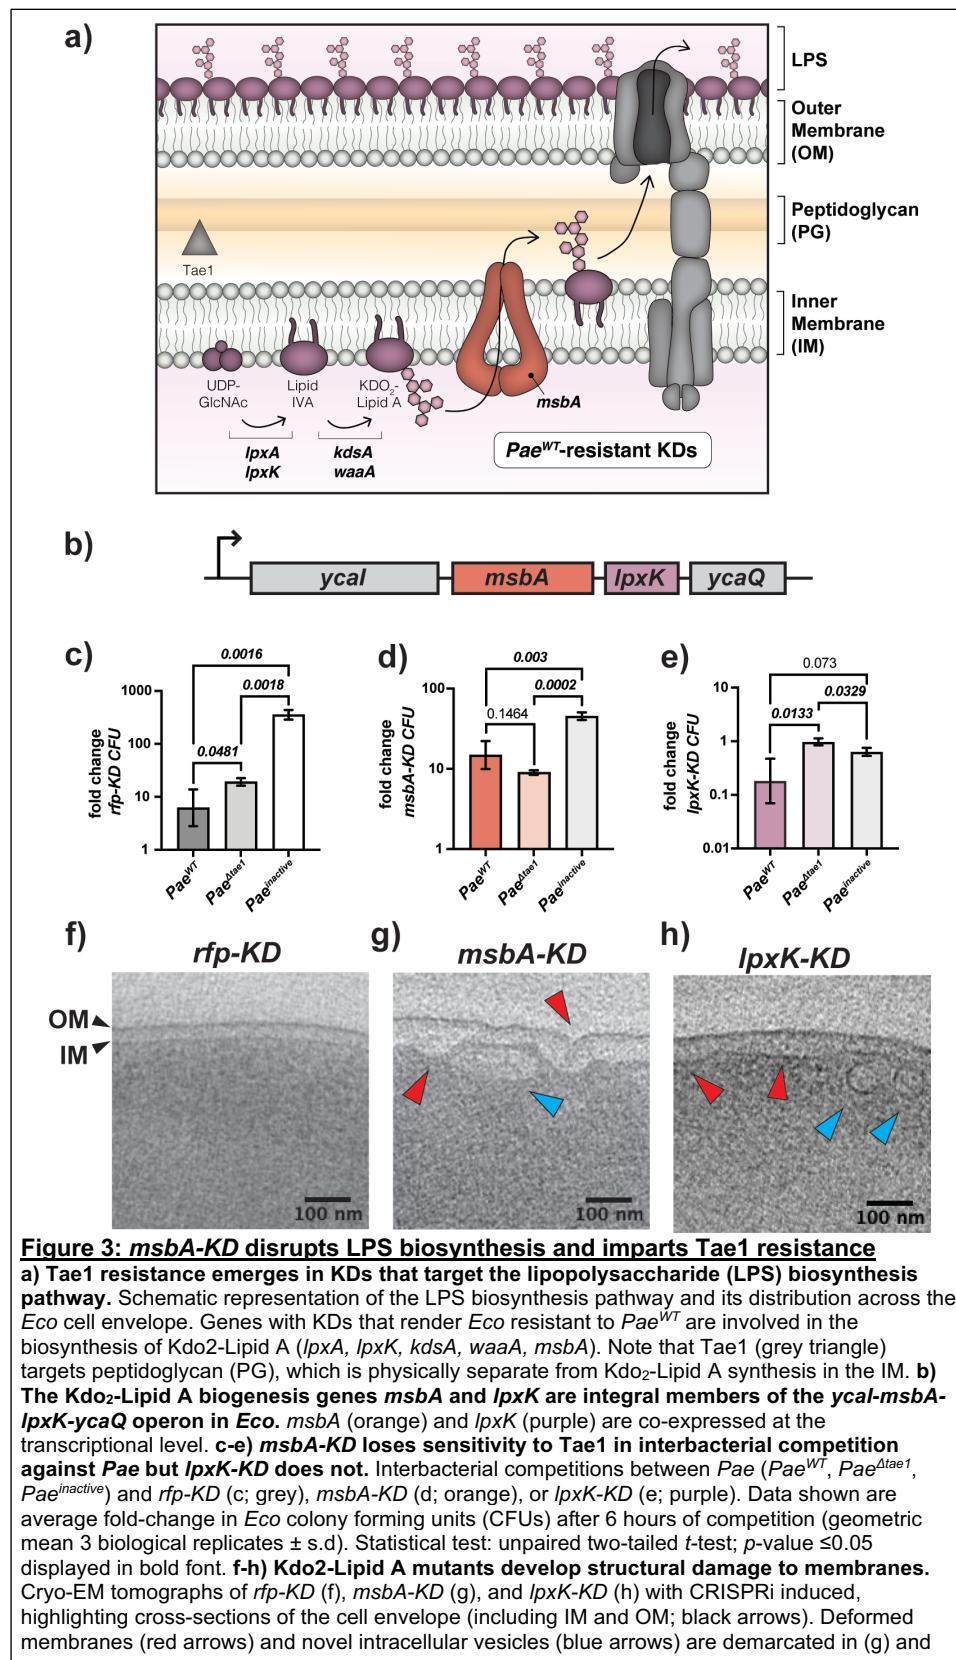 a)
LPS
Outer
Membrane
(OM)
Peptidoglycan
(PG)
Tae1
Inner
Membrane
(IM)
UDP-
GlcNAc
Lipid
IVA
KDO2-
Lipid A
msbA
lpxA
lpxK
kdsA
waaA
PaeWT-resistant KDs
b)
ycaI
msbA
lpxK
ycaQ
c)
0.0016
0.0018
0.0481
fold change
rfp-KD CFU
1000
100
10
1
PaeWT
PaeΔtae1
Paeinactive
d)
0.003
0.0002
0.1464
fold change
msbA-KD CFU
100
10
1
PaeWT
PaeΔtae1
Paeinactive
e)
0.073
0.0329
0.0133
fold change
lpxK-KD CFU
10
1
0.1
0.01
PaeWT
PaeΔtae1
Paeinactive
f)
rfp-KD
OM
IM
100 nm
g)
msbA-KD
100 nm
h)
lpxK-KD
100 nm
Figure 3: msbA-KD disrupts LPS biosynthesis and imparts Tae1 resistance
a) Tae1 resistance emerges in KDs that target the lipopolysaccharide (LPS) biosynthesis
pathway. Schematic representation of the LPS biosynthesis pathway and its distribution across the
Eco cell envelope. Genes with KDs that render Eco resistant to PaeWT are involved in the
biosynthesis of Kdo2-Lipid A (lpxA, lpxK, kdsA, waaA, msbA). Note that Tae1 (grey triangle)
targets peptidoglycan (PG), which is physically separate from Kdo2-Lipid A synthesis in the IM. b)
The Kdo2-Lipid A biogenesis genes msbA and lpxK are integral members of the ycaI-msbA-
lpxK-ycaQ operon in Eco. msbA (orange) and lpxK (purple) are co-expressed at the
transcriptional level. c-e) msbA-KD loses sensitivity to Tae1 in interbacterial competition
against Pae but lpxK-KD does not. Interbacterial competitions between Pae (PaeWT, PaeΔtae1,
Paeinactive) and rfp-KD (c; grey), msbA-KD (d; orange), or lpxK-KD (e; purple). Data shown are
average fold-change in Eco colony forming units (CFUs) after 6 hours of competition (geometric
mean 3 biological replicates ± s.d). Statistical test: unpaired two-tailed t-test; p-value ≤0.05
displayed in bold font. f-h) Kdo2-Lipid A mutants develop structural damage to membranes.
Cryo-EM tomographs of rfp-KD (f), msbA-KD (g), and lpxK-KD (h) with CRISPRi induced,
highlighting cross-sections of the cell envelope (including IM and OM; black arrows). Deformed
membranes (red arrows) and novel intracellular vesicles (blue arrows) are demarcated in (g) and